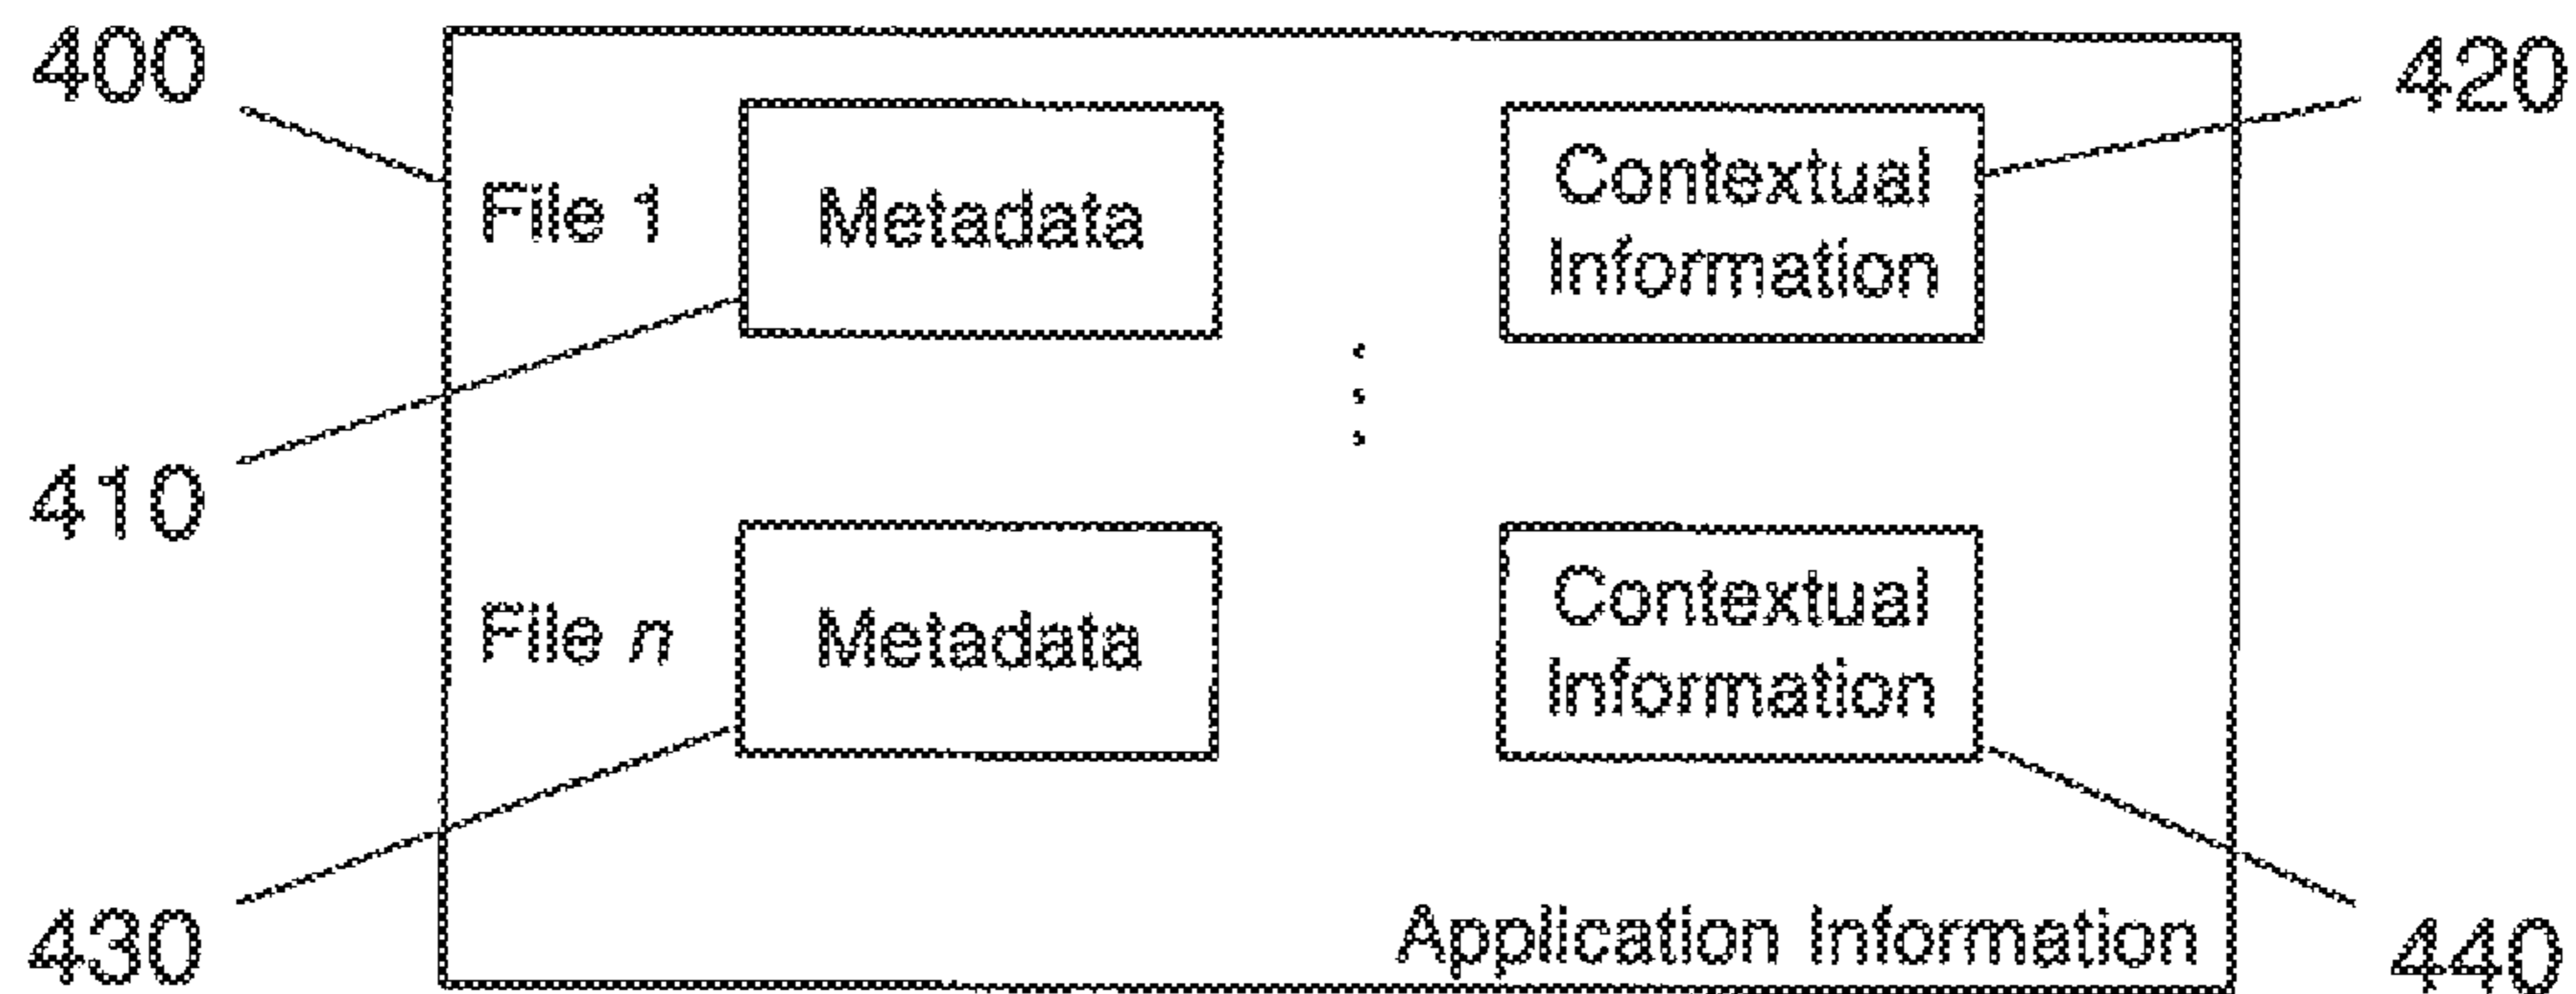 400
420
File 1
Metadata
Contextual
Information
410
File n
Metadata
Contextual
Information
430
Application Information
440